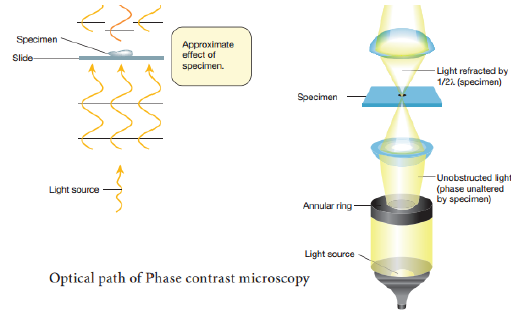 Specimen
Slide
Approximate
effect of
specimen.
Light source
Light refracted by
1/2λ (specimen)
Specimen
Unobstructed light
(phase unaltered
by specimen)
Annular ring
Light source
Optical path of Phase contrast microscopy